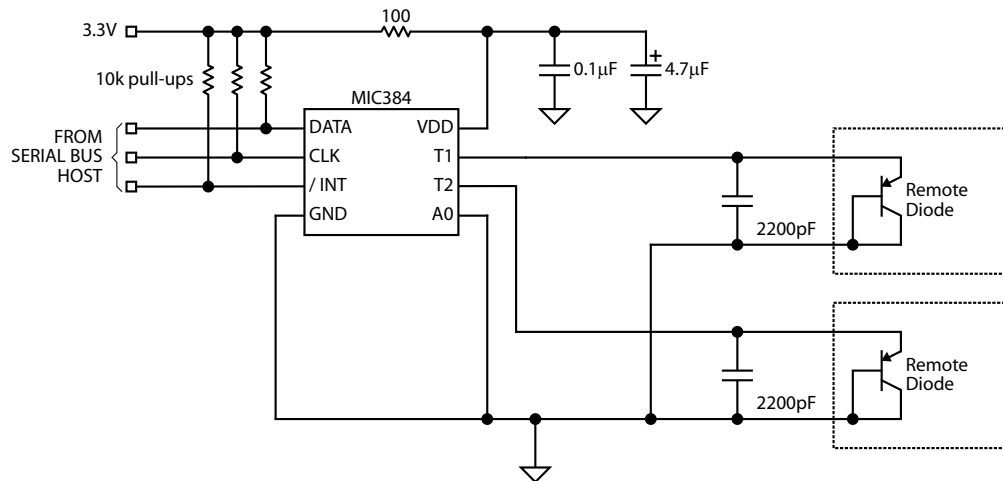 100
3.3V
+
0.1µF
4.7µF
10k pull-ups
MIC384
FROM
SERIAL BUS
HOST
DATA
CLK
/ INT
GND
VDD
T1
T2
A0
2200pF
Remote
Diode
2200pF
Remote
Diode